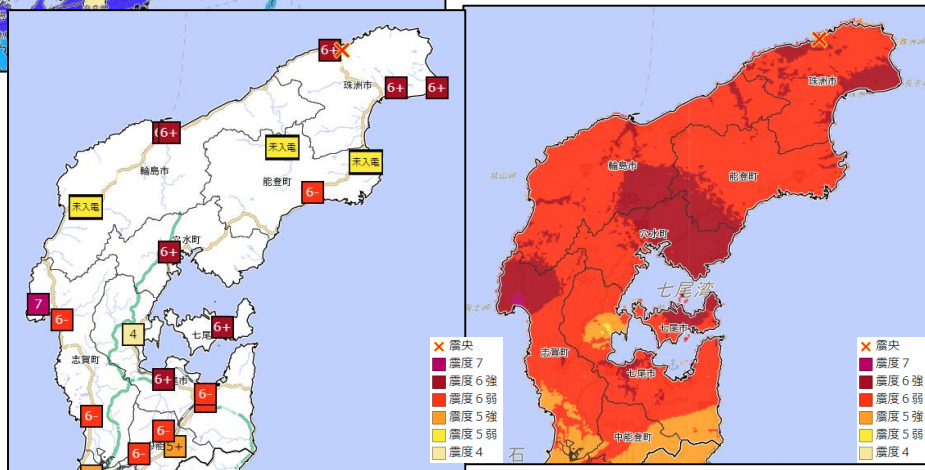 6+
珠洲市
6+
6+
6+
未入電
輪島市
未入電
能登町
6-
未入電
穴水町
6+
7
6-
4
七尾
6+
志賀町
6+
6-
6-
6-
5+
6-
震央
震度7
震度6強
震度6弱
震度5強
震度5弱
震度4
珠洲市
輪島市
能登町
穴水町
七尾湾
七尾市
志賀町
七尾市
中能登町
石
震央
震度7
震度6強
震度6弱
震度5強
震度5弱
震度4